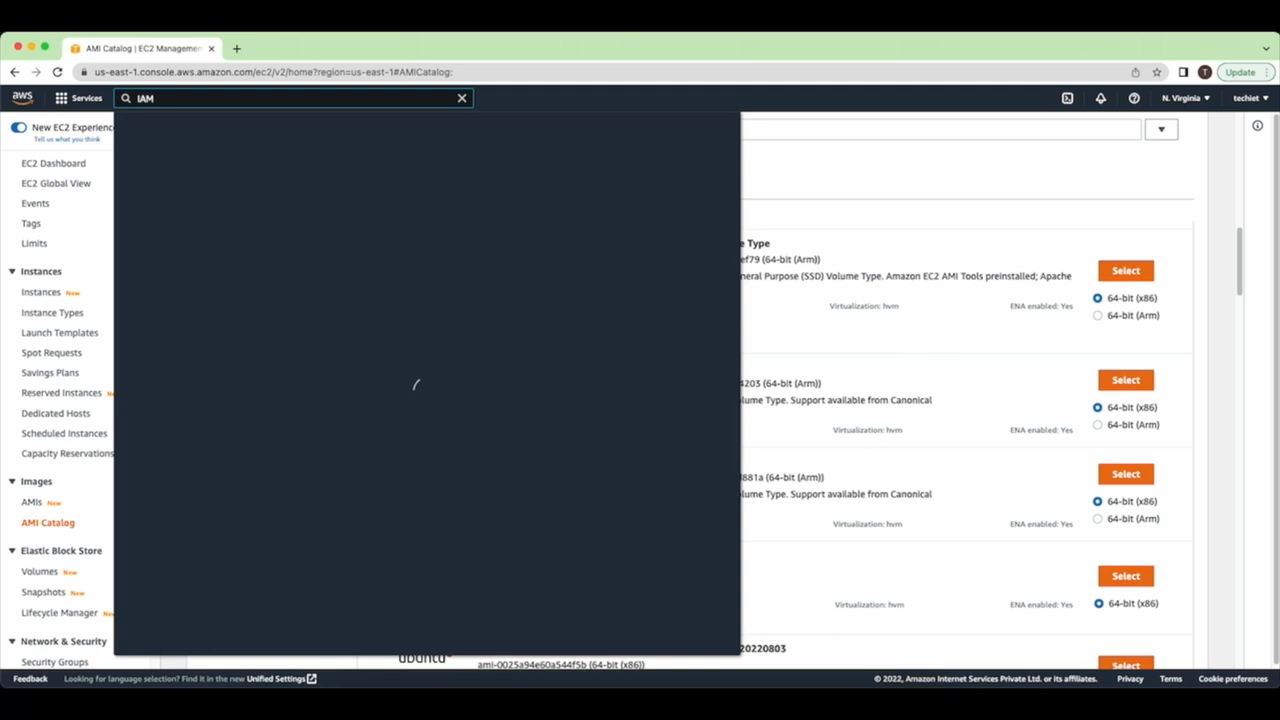 AMI Catalog | EC2 Managemen
us-east-1.console.aws.amazon.com/ec2/v2/home?region=us-east-1#AMICatalog:
T
Update
aws
Services
IAM
N. Virginia
techiet
New EC2 Experienc
Tell us what you think
EC2 Dashboard
EC2 Global View
Events
Tags
Limits
Instances
Instances New
Instance Types
Launch Templates
Spot Requests
Savings Plans
Reserved Instances
Dedicated Hosts
Scheduled Instances
Capacity Reservations
Images
AMIs New
AMI Catalog
Elastic Block Store
Volumes New
Snapshots New
Lifecycle Manager
Network & Security
Security Groups
e Type
ef79 (64-bit (Arm))
neral Purpose (SSD) Volume Type. Amazon EC2 AMI Tools preinstalled; Apache
Virtualization: hvm
ENA enabled: Yes
Select
64-bit (x86)
64-bit (Arm)
4203 (64-bit (Arm))
lume Type. Support available from Canonical
Virtualization: hvm
ENA enabled: Yes
Select
64-bit (x86)
64-bit (Arm)
881a (64-bit (Arm))
lume Type. Support available from Canonical
Virtualization: hvm
ENA enabled: Yes
Select
64-bit (x86)
64-bit (Arm)
Virtualization: hvm
ENA enabled: Yes
Select
64-bit (x86)
20220803
ubuntu
ami-0025a94e60a544f5b (64-bit (x86))
Select
Feedback
Looking for language selection? Find it in the new Unified Settings
© 2022, Amazon Internet Services Private Ltd. or its affiliates.
Privacy
Terms
Cookie preferences